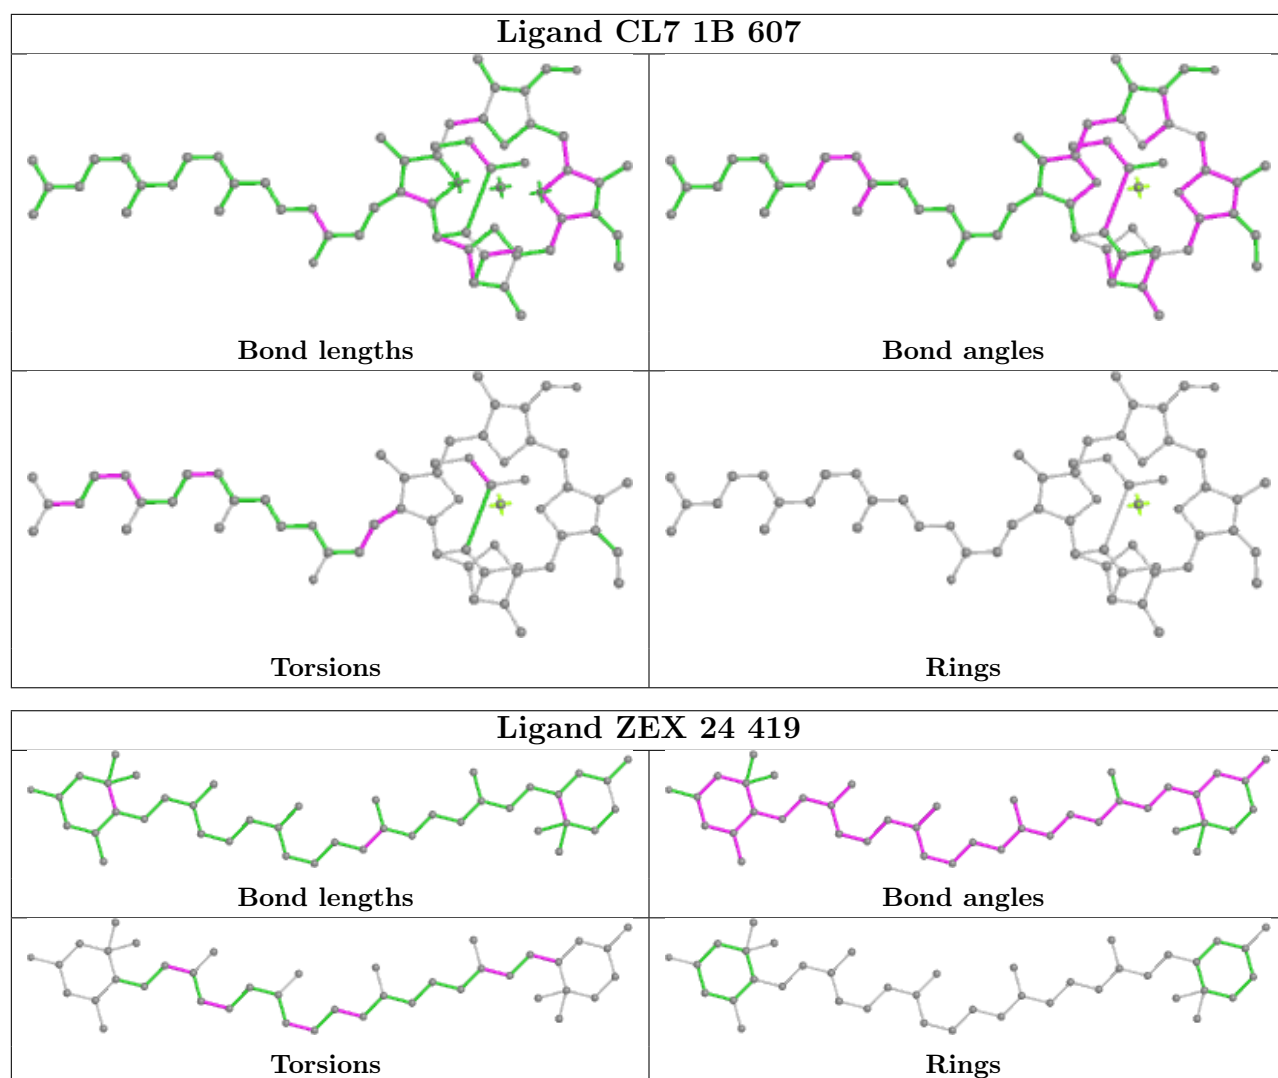 Ligand CL7 1B 607
Bond lengths
Bond angles
Torsions
Rings
Ligand ZEX 24 419
Bond lengths
Bond angles
Torsions
Rings